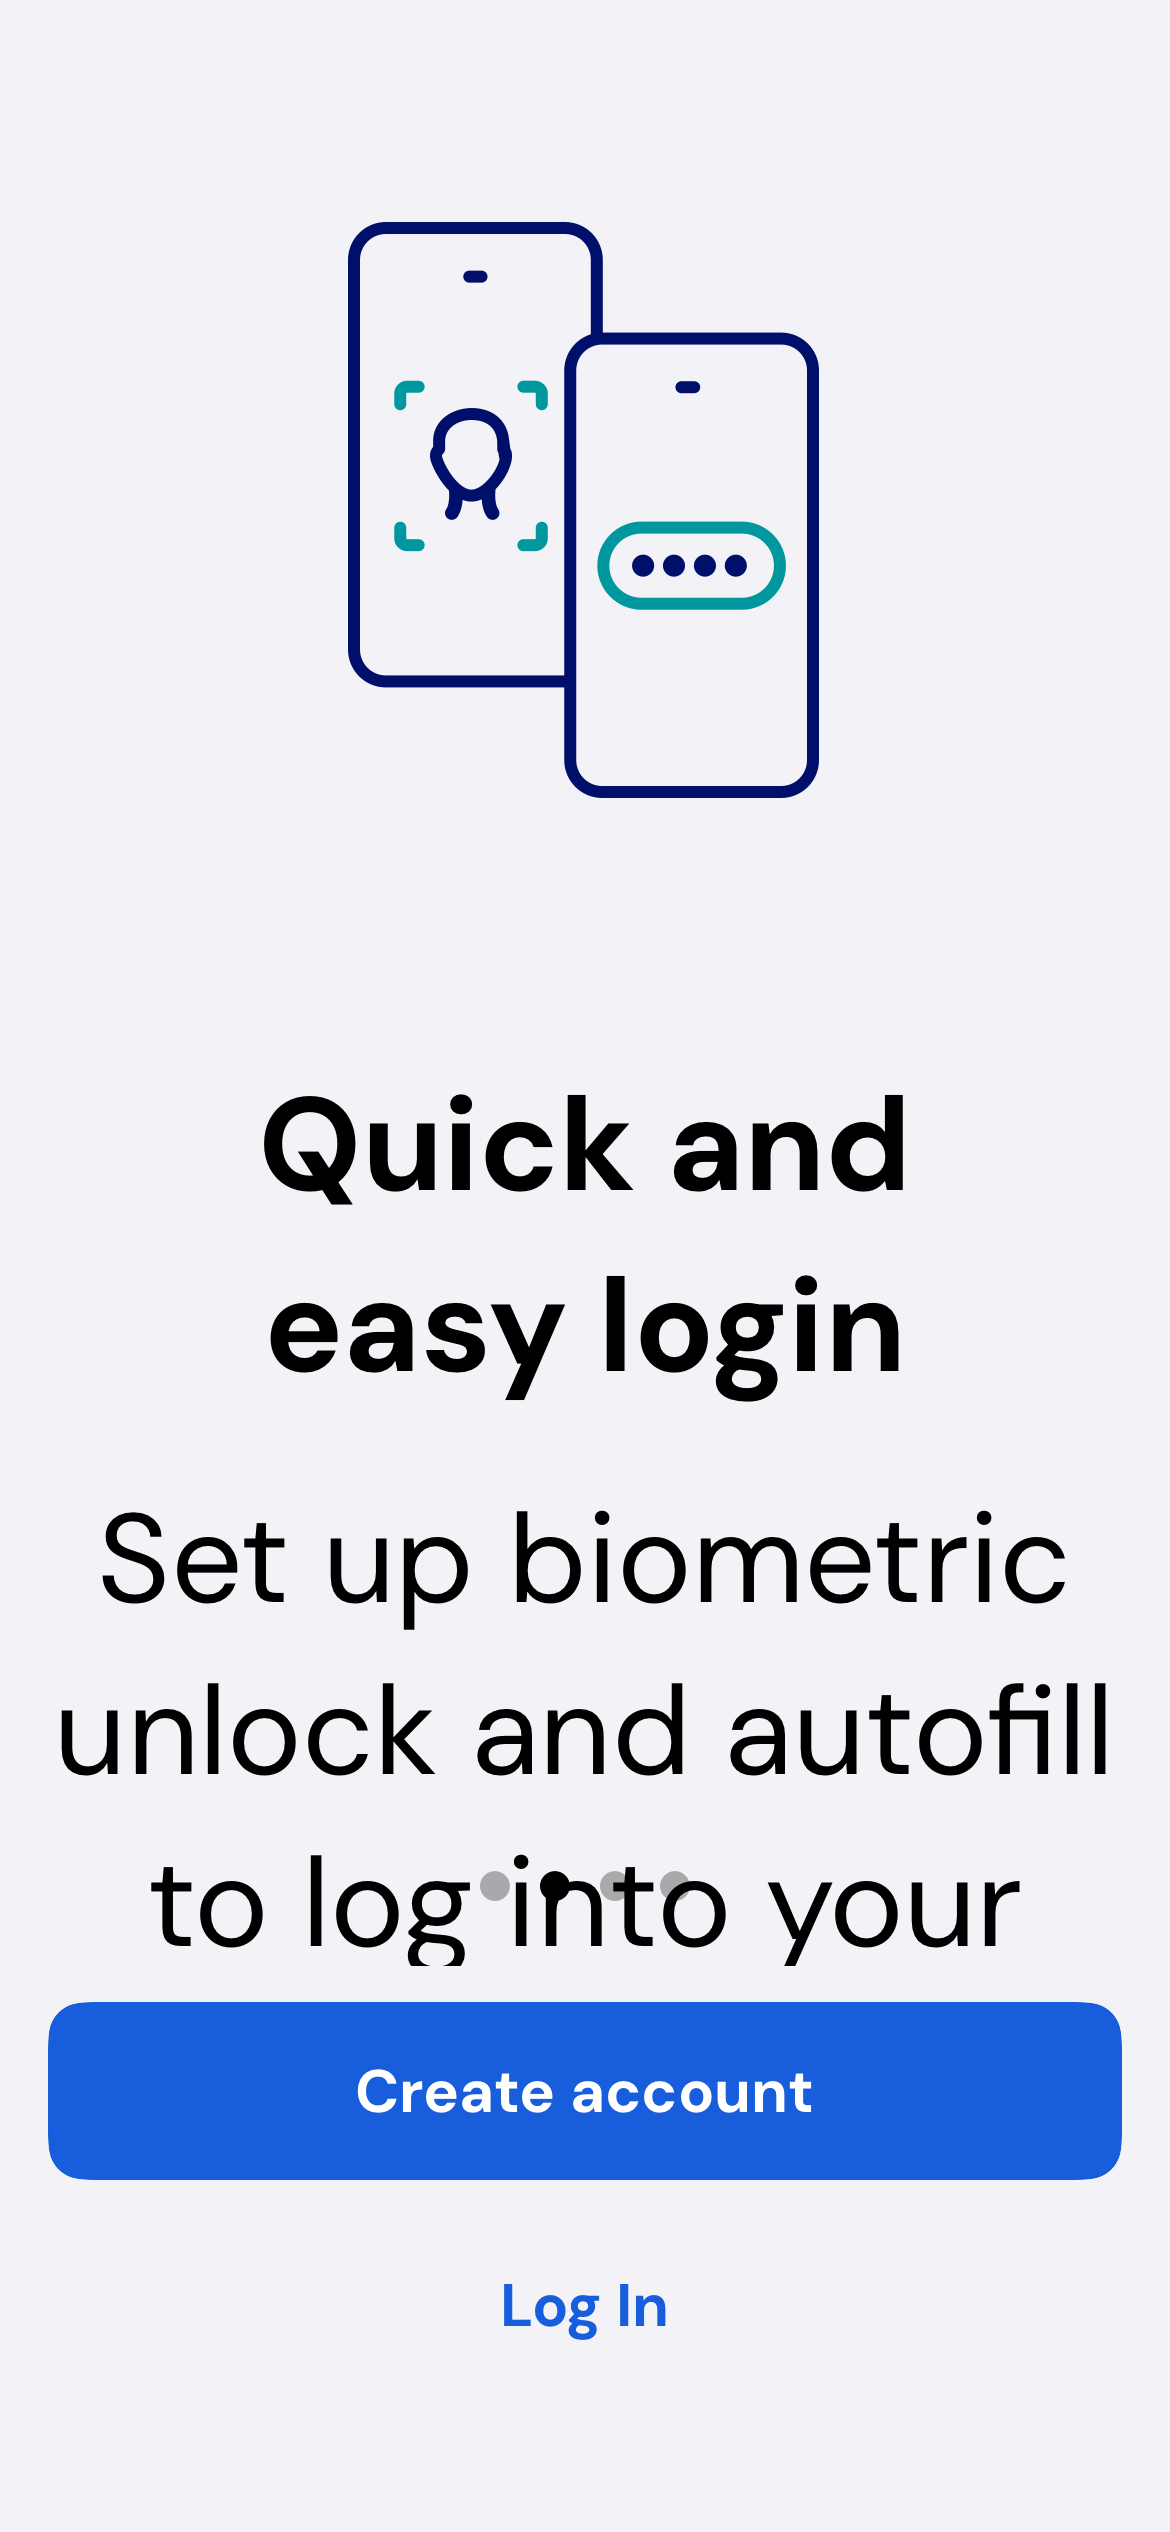 Quick and
easy login
Set up biometric
unlock and autofill
to log into your
Create account
Log In